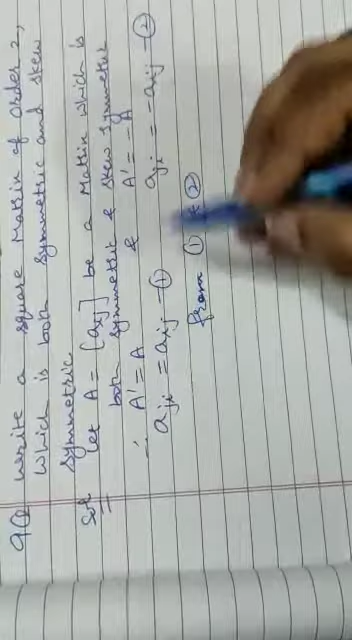 9Q write a square Matrix of order 2,
which is both symmetric and skew
symmetric
Sol let A = [aij] be a Matrix which is
both symmetric & skew symmetric
∴ A' = A & A' = -A
aji = aij -① aji = -aij -②
from ① & ②